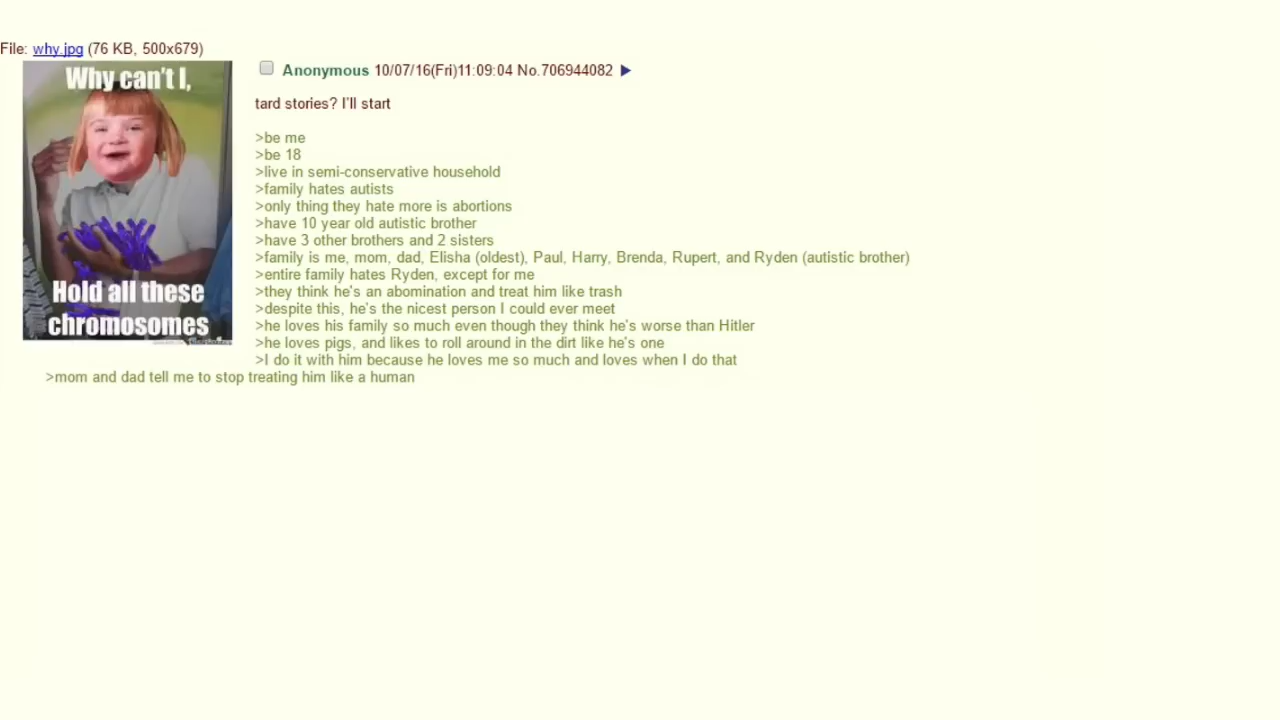 File: why.jpg (76 KB, 500x679)
Why can't I,
Hold all these
chromosomes
Anonymous 10/07/16(Fri)11:09:04 No.706944082 ▶
tard stories? I'll start
>be me
>be 18
>live in semi-conservative household
>family hates autists
>only thing they hate more is abortions
>have 10 year old autistic brother
>have 3 other brothers and 2 sisters
>family is me, mom, dad, Elisha (oldest), Paul, Harry, Brenda, Rupert, and Ryden (autistic brother)
>entire family hates Ryden, except for me
>they think he's an abomination and treat him like trash
>despite this, he's the nicest person I could ever meet
>he loves his family so much even though they think he's worse than Hitler
>he loves pigs, and likes to roll around in the dirt like he's one
>I do it with him because he loves me so much and loves when I do that
>mom and dad tell me to stop treating him like a human